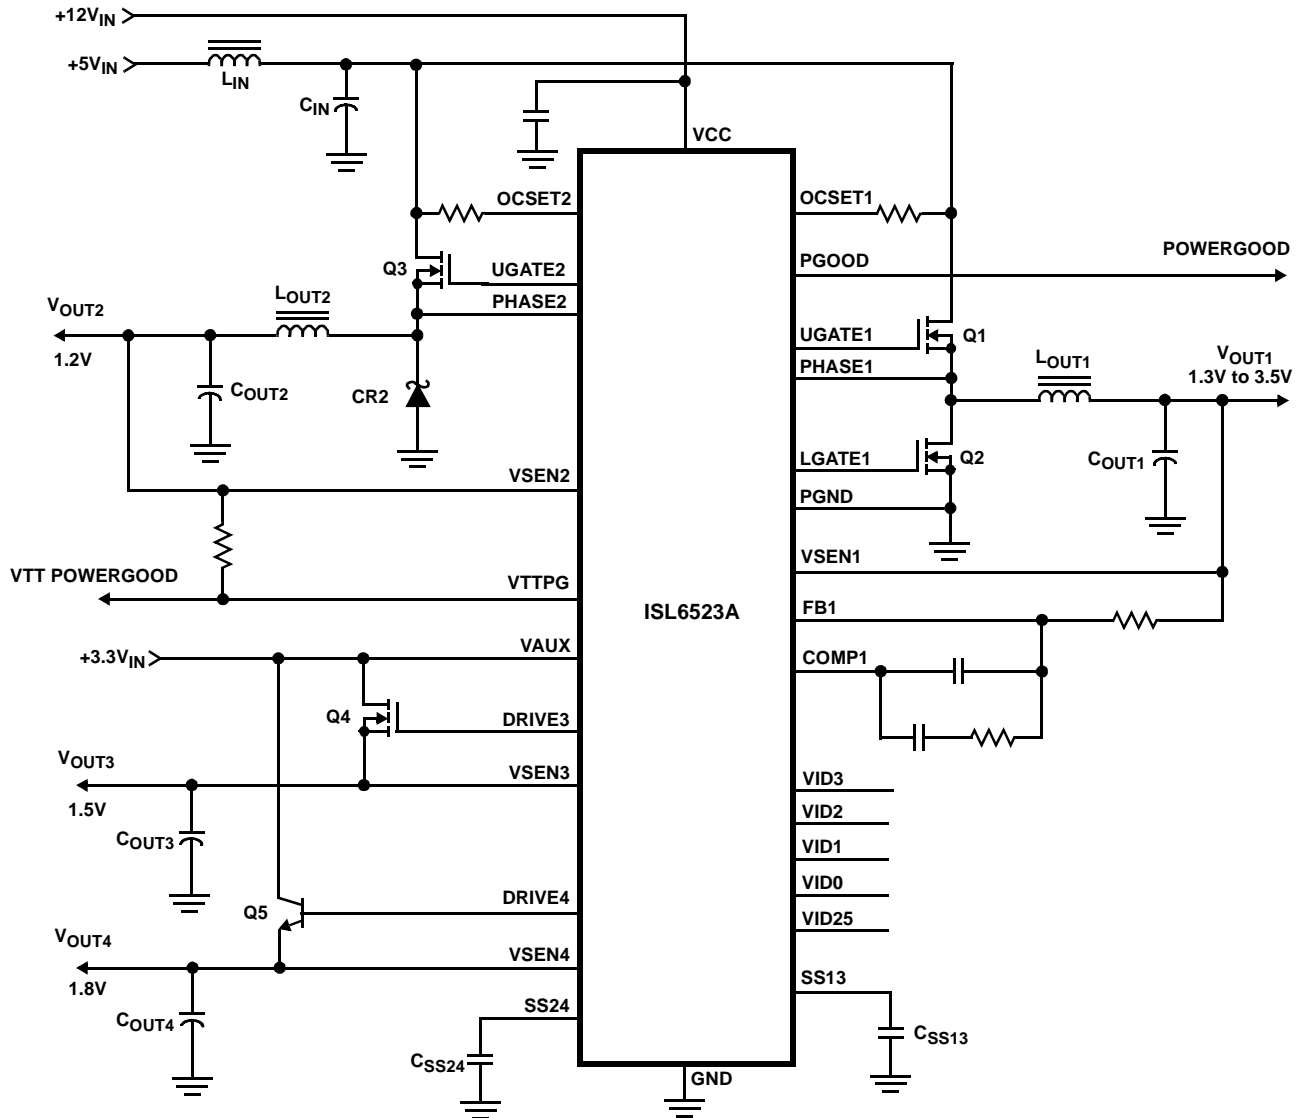 +12VIN
+5VIN
LIN
CIN
VCC
OCSET2
OCSET1
PGOOD
POWERGOOD
Q3
UGATE2
PHASE2
LOUT2
VOUT2
1.2V
COUT2
CR2
UGATE1
Q1
PHASE1
LOUT1
VOUT1
1.3V to 3.5V
LGATE1
Q2
COUT1
PGND
VSEN2
VSEN1
VTT POWERGOOD
VTTPG
ISL6523A
FB1
+3.3VIN
VAUX
COMP1
Q4
DRIVE3
VOUT3
1.5V
VSEN3
COUT3
VID3
VID2
VID1
VID0
VID25
Q5
DRIVE4
VOUT4
1.8V
VSEN4
COUT4
SS24
SS13
CSS24
CSS13
GND